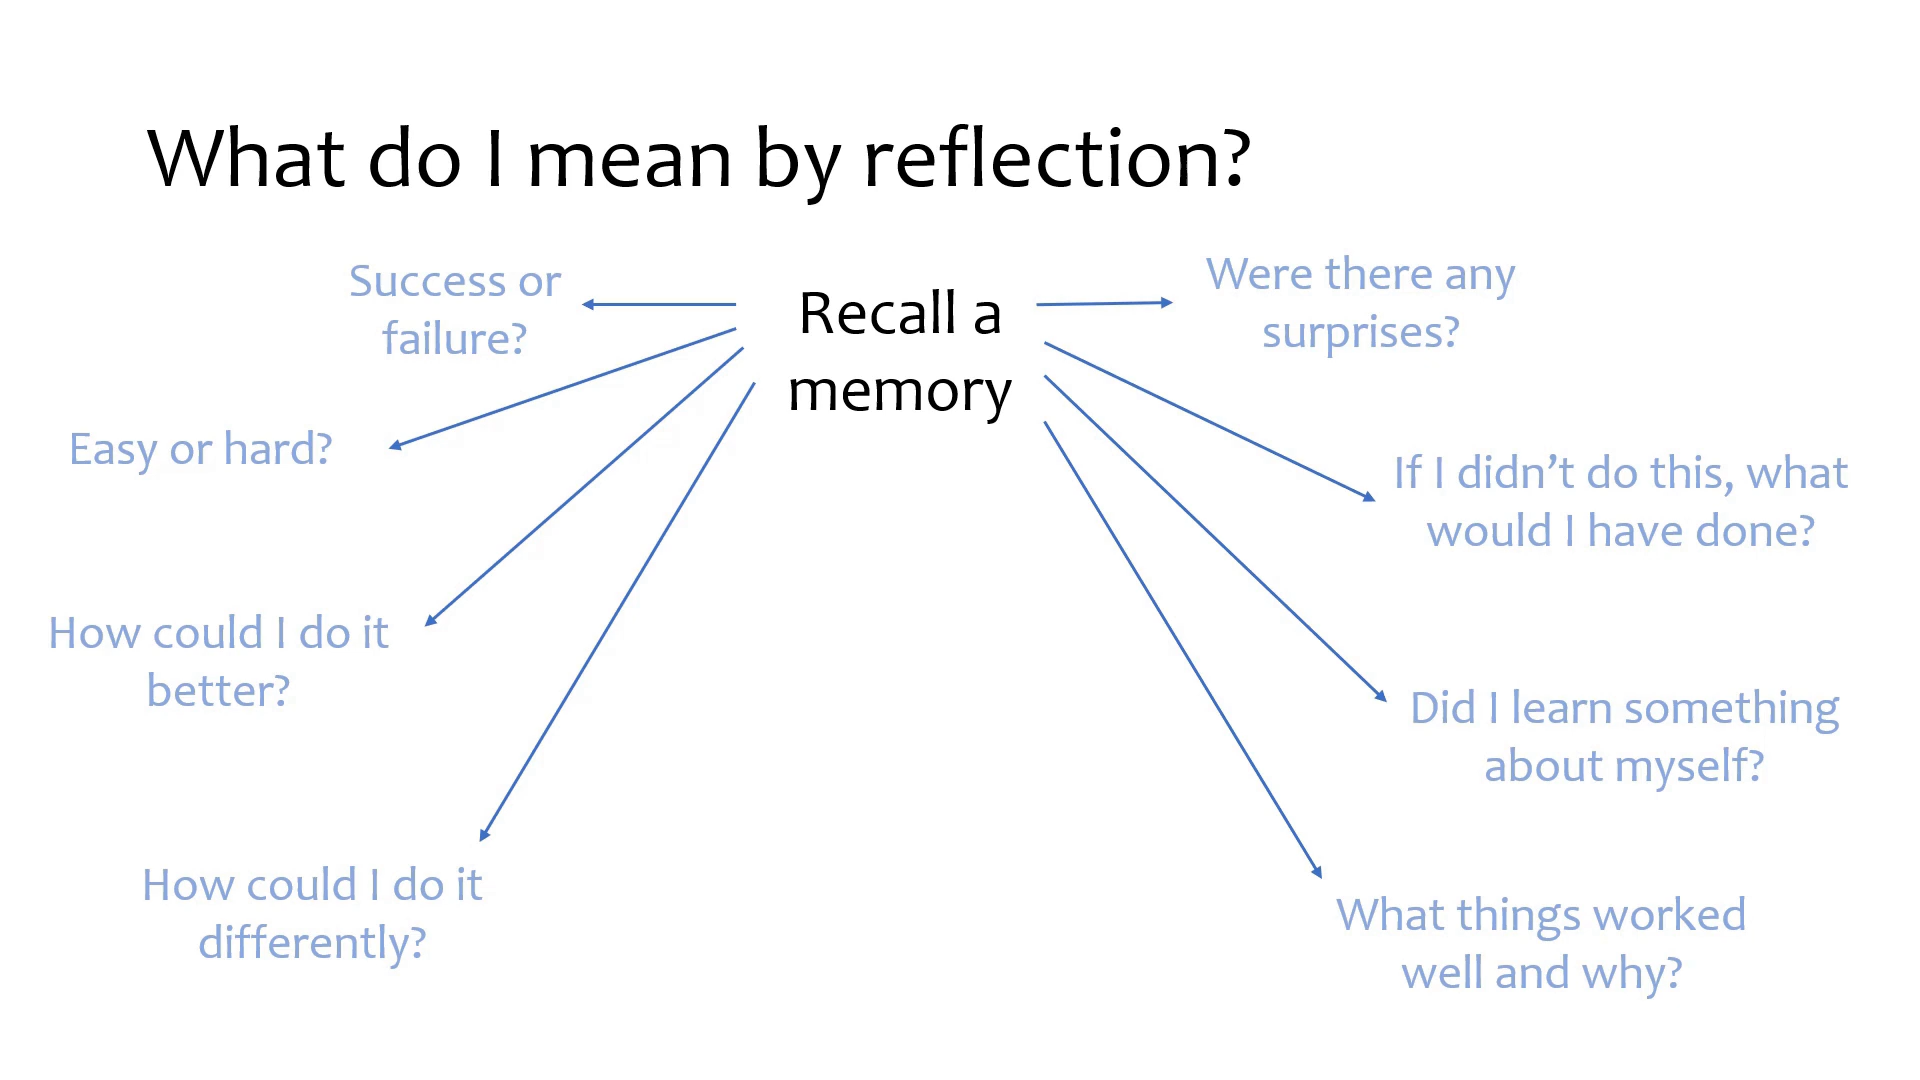 What do I mean by reflection?
Recall a
memory
Success or
failure?
Easy or hard?
How could I do it
better?
How could I do it
differently?
Were there any
surprises?
If I didn’t do this, what
would I have done?
Did I learn something
about myself?
What things worked
well and why?